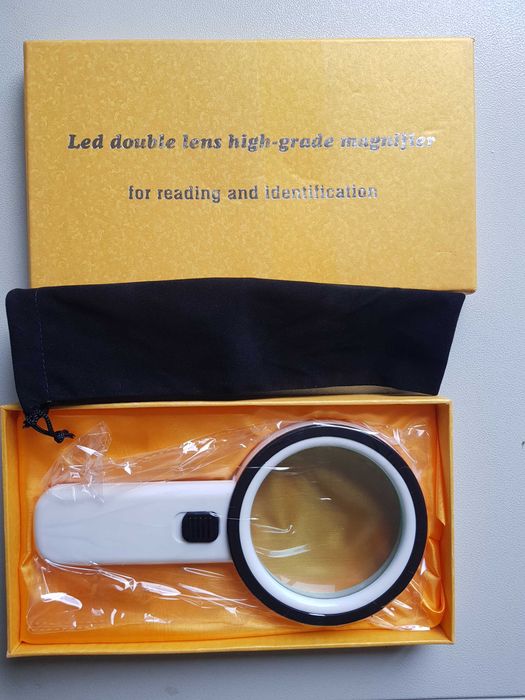 Led double lens high-grade magnifier
for reading and identification